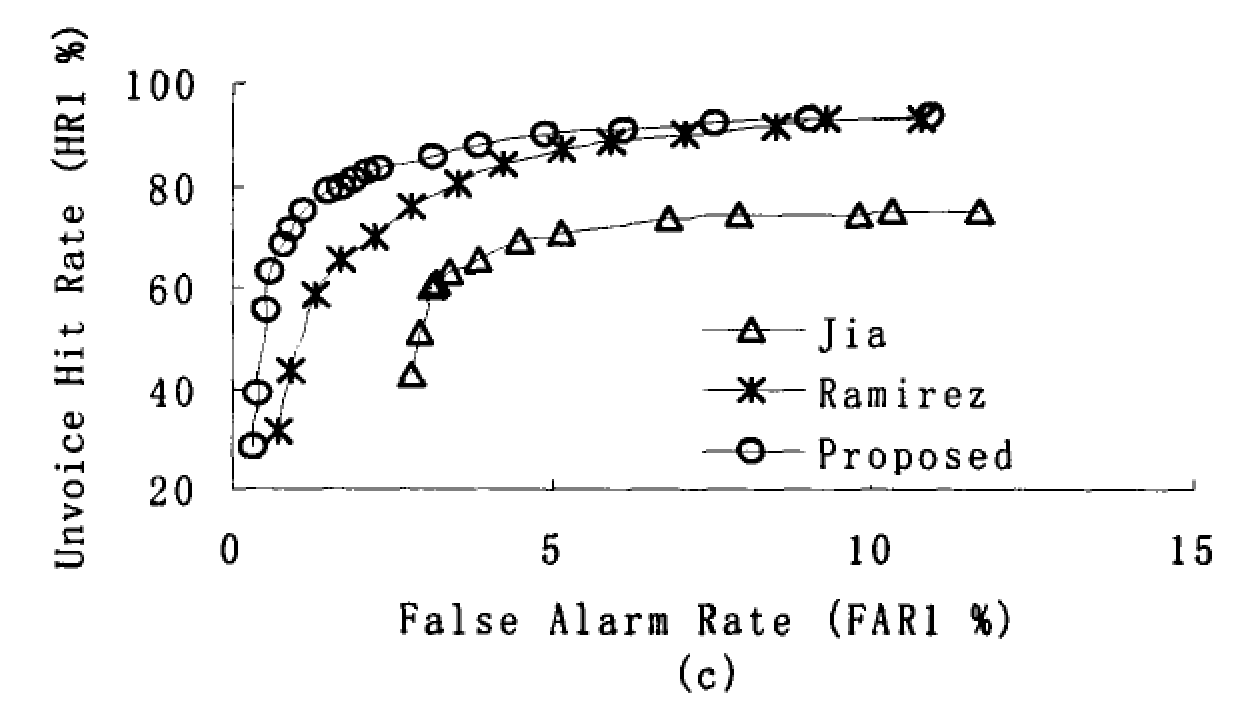 Unvoice Hit Rate (HR1 %)
100
80
60
40
20
0 5 10 15
Jia
Ramirez
Proposed
False Alarm Rate (FAR1 %)
(c)